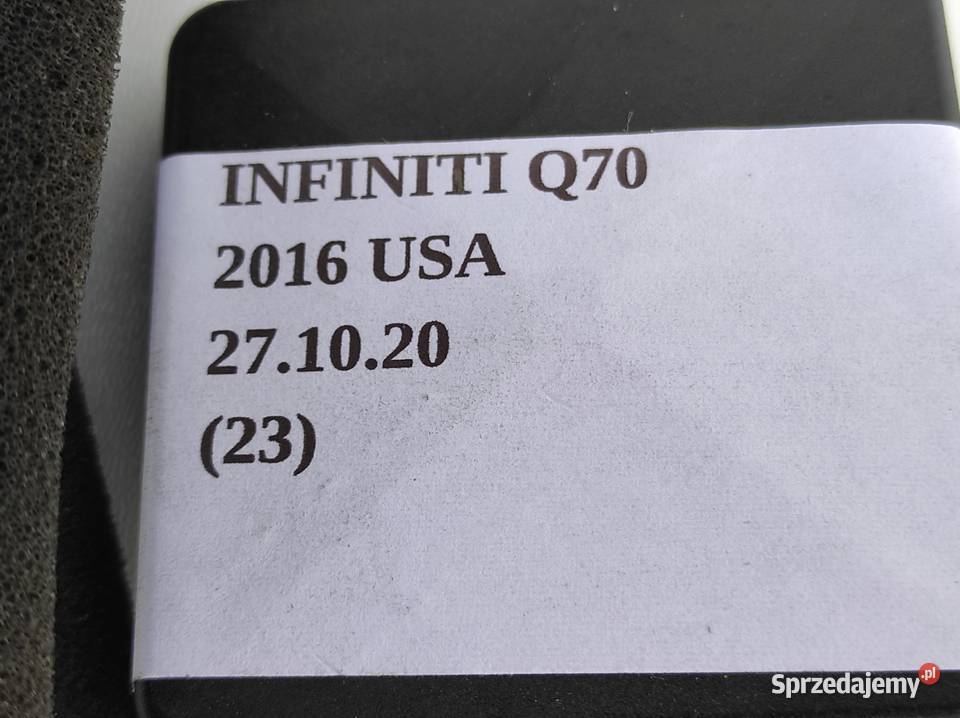 INFINITI Q70
2016 USA
27.10.20
(23)
Sprzedajemy.pl